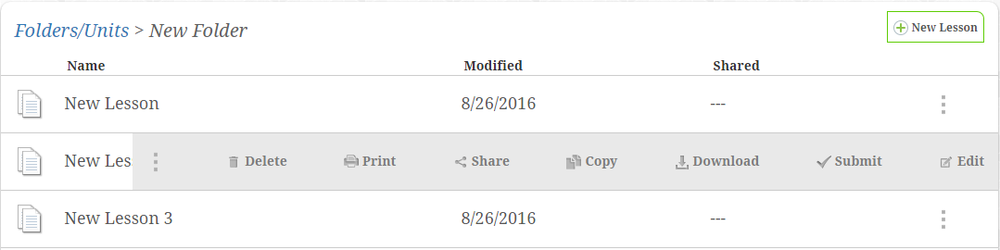 Folders/Units > New Folder
New Lesson
Name Modified Shared
New Lesson 8/26/2016 ---
New Les Delete Print Share Copy Download Submit Edit
New Lesson 3 8/26/2016 ---